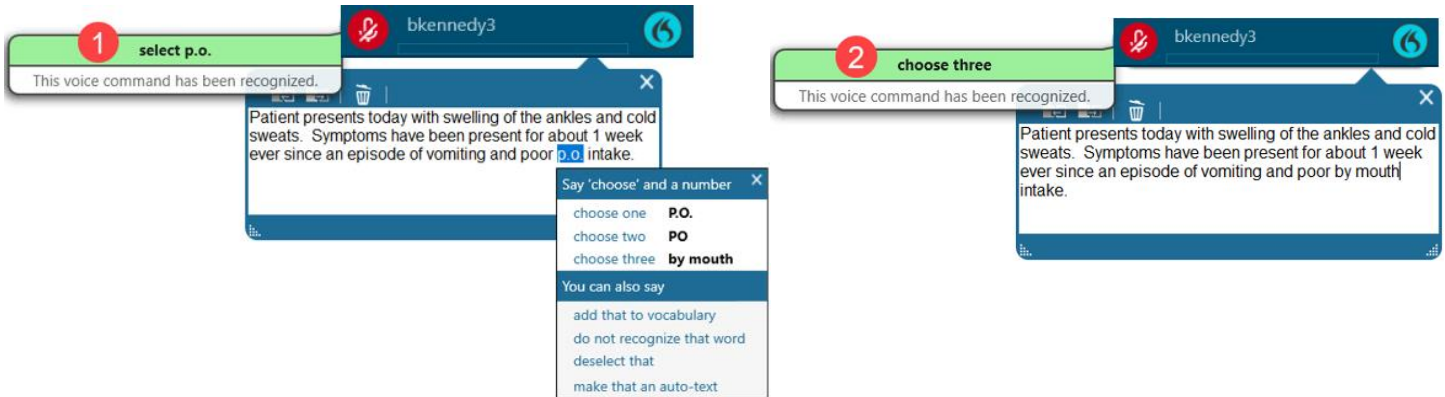 1
select p.o.
This voice command has been recognized.
bkennedy3
Patient presents today with swelling of the ankles and cold
sweats.  Symptoms have been present for about 1 week
ever since an episode of vomiting and poor p.o. intake.
Say 'choose' and a number
choose one P.O.
choose two PO
choose three by mouth
You can also say
add that to vocabulary
do not recognize that word
deselect that
make that an auto-text
2
choose three
This voice command has been recognized.
bkennedy3
Patient presents today with swelling of the ankles and cold
sweats.  Symptoms have been present for about 1 week
ever since an episode of vomiting and poor by mouth
intake.